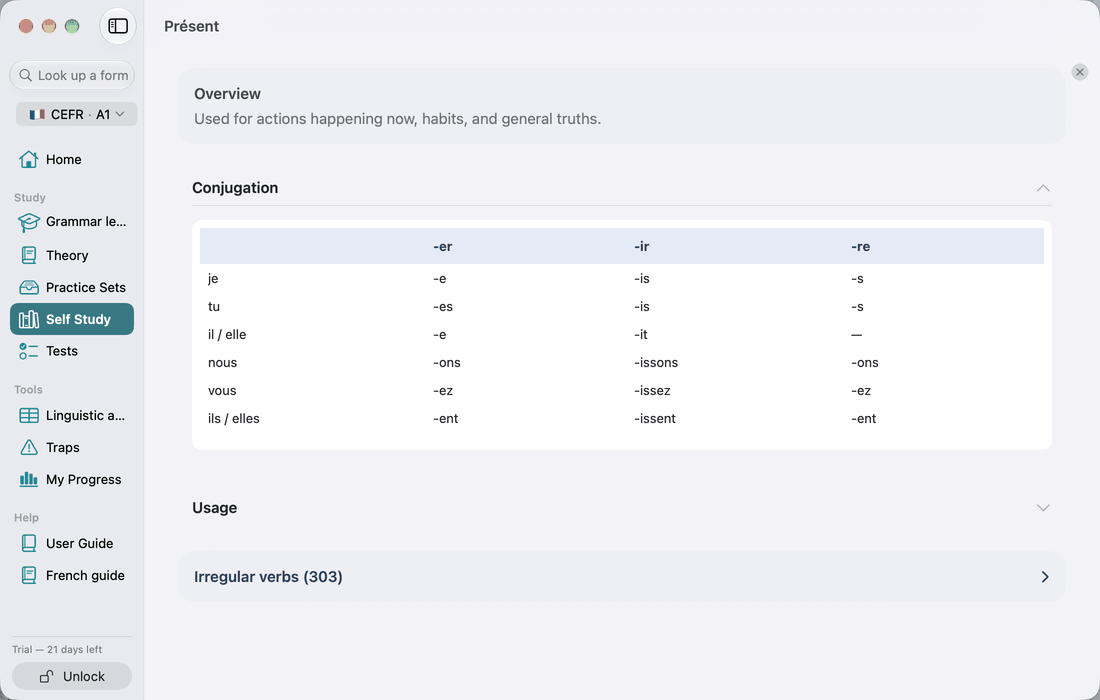 Présent
Look up a form
CEFR · A1
Home
Study
Grammar le...
Theory
Practice Sets
Self Study
Tests
Tools
Linguistic a...
Traps
My Progress
Help
User Guide
French guide
Trial — 21 days left
Unlock
Overview
Used for actions happening now, habits, and general truths.
Conjugation
-er -ir -re
je -e -is -s
tu -es -is -s
il / elle -e -it —
nous -ons -issons -ons
vous -ez -issez -ez
ils / elles -ent -issent -ent
Usage
Irregular verbs (303)